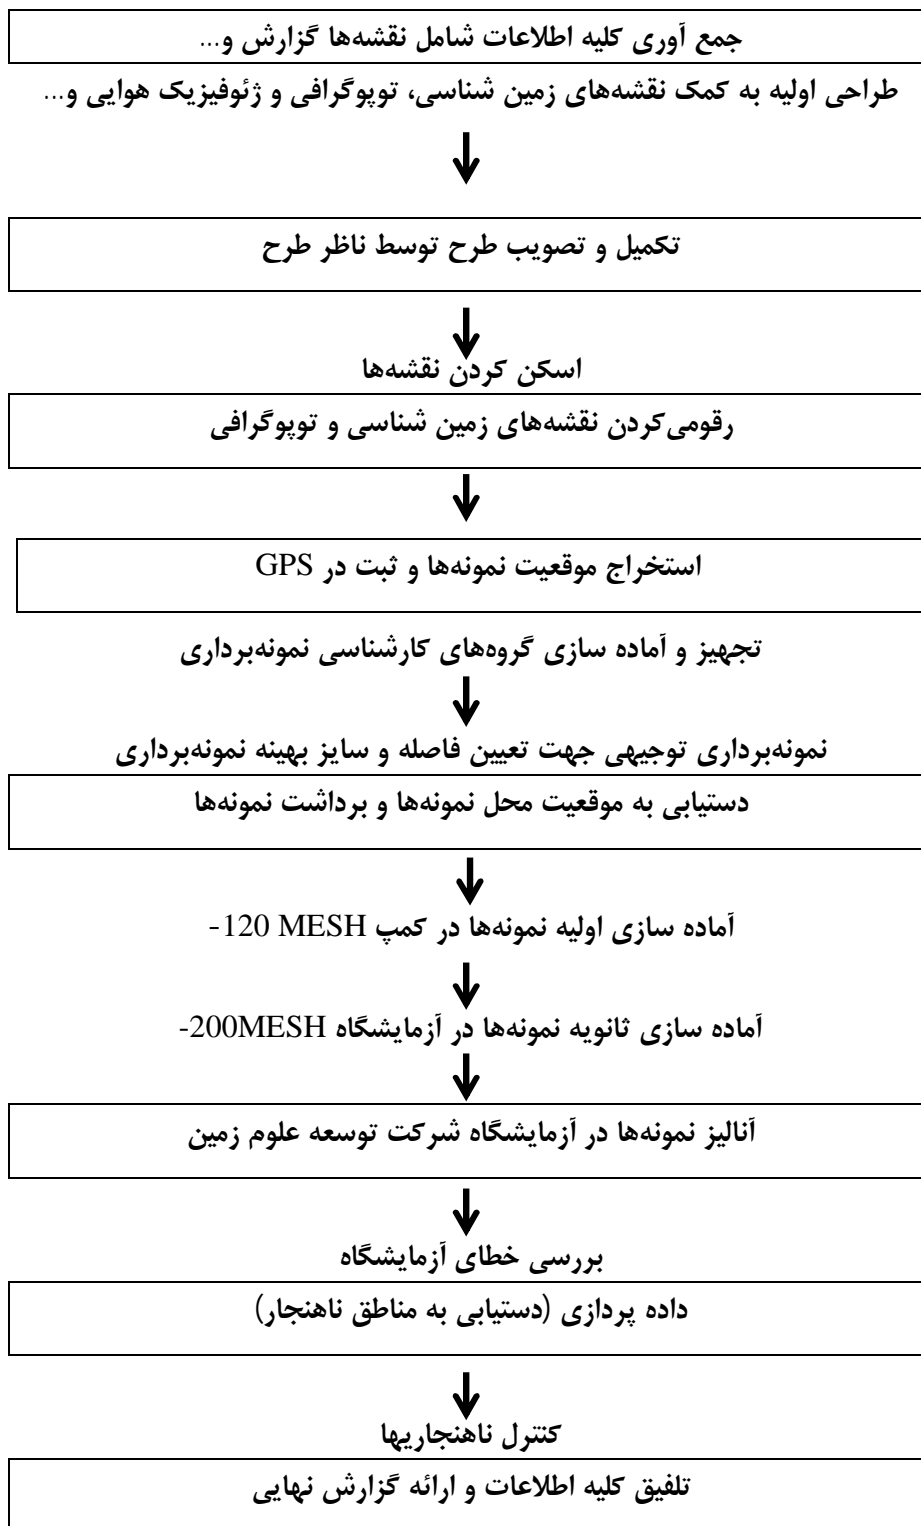 جمع آوری کلیه اطلاعات شامل نقشه‌ها گزارش و...
طراحی اولیه به کمک نقشه‌های زمین شناسی، توپوگرافی و ژئوفیزیک هوایی و...
تکمیل و تصویب طرح توسط ناظر طرح
اسکن کردن نقشه‌ها
رقومی‌کردن نقشه‌های زمین شناسی و توپوگرافی
استخراج موقعیت نمونه‌ها و ثبت در GPS
تجهیز و آماده سازی گروه‌های کارشناسی نمونه‌برداری
نمونه‌برداری توجیهی جهت تعیین فاصله و سایز بهینه نمونه‌برداری
دستیابی به موقعیت محل نمونه‌ها و برداشت نمونه‌ها
آماده سازی اولیه نمونه‌ها در کمپ 120 MESH-
آماده سازی ثانویه نمونه‌ها در آزمایشگاه 200MESH-
آنالیز نمونه‌ها در آزمایشگاه شرکت توسعه علوم زمین
بررسی خطای آزمایشگاه
داده پردازی (دستیابی به مناطق ناهنجار)
کنترل ناهنجاریها
تلفیق کلیه اطلاعات و ارائه گزارش نهایی